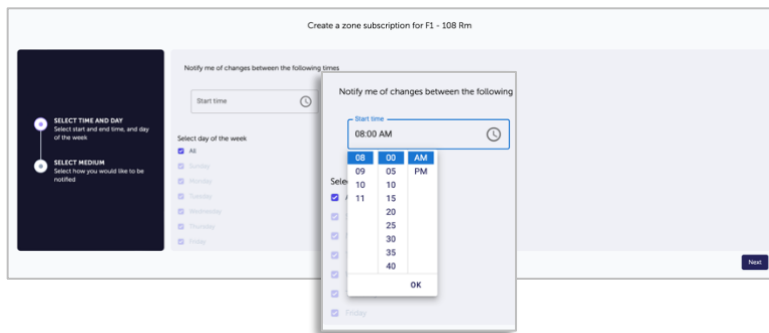 Create a zone subscription for F1 - 108 Rm
SELECT TIME AND DAY
Select start and end time, and day
of the week
SELECT MEDIUM
Select how you would like to be
notified
Notify me of changes between the following times
Start time
Select day of the week
All
Sunday
Monday
Tuesday
Wednesday
Thursday
Friday
Next
Notify me of changes between the following
Start time
08:00 AM
08 00 AM
09 05 PM
10 10
11 15
20
25
30
35
40
OK
Friday